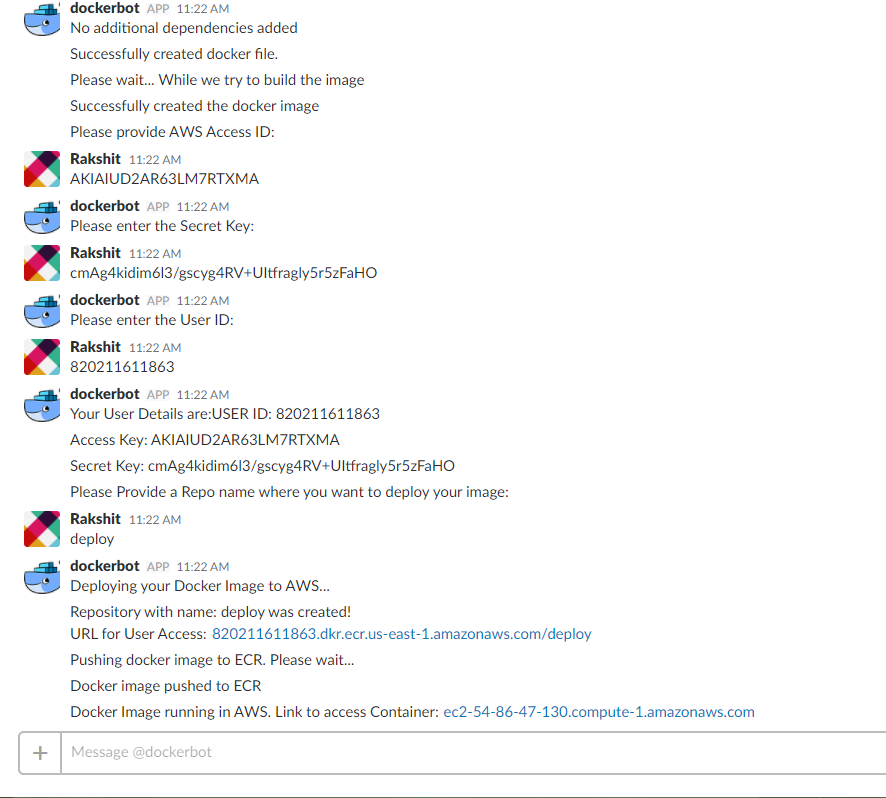 dockerbot APP 11:22 AM
No additional dependencies added
Successfully created docker file.
Please wait... While we try to build the image
Successfully created the docker image
Please provide AWS Access ID:
Rakshit 11:22 AM
AKIAIUD2AR63LM7RTXMA
dockerbot APP 11:22 AM
Please enter the Secret Key:
Rakshit 11:22 AM
cmAg4kidim6l3/gscyg4RV+UItfragly5r5zFaHO
dockerbot APP 11:22 AM
Please enter the User ID:
Rakshit 11:22 AM
820211611863
dockerbot APP 11:22 AM
Your User Details are:USER ID: 820211611863
Access Key: AKIAIUD2AR63LM7RTXMA
Secret Key: cmAg4kidim6l3/gscyg4RV+UItfragly5r5zFaHO
Please Provide a Repo name where you want to deploy your image:
Rakshit 11:22 AM
deploy
dockerbot APP 11:22 AM
Deploying your Docker Image to AWS...
Repository with name: deploy was created!
URL for User Access: 820211611863.dkr.ecr.us-east-1.amazonaws.com/deploy
Pushing docker image to ECR. Please wait...
Docker image pushed to ECR
Docker Image running in AWS. Link to access Container: ec2-54-86-47-130.compute-1.amazonaws.com
Message @dockerbot